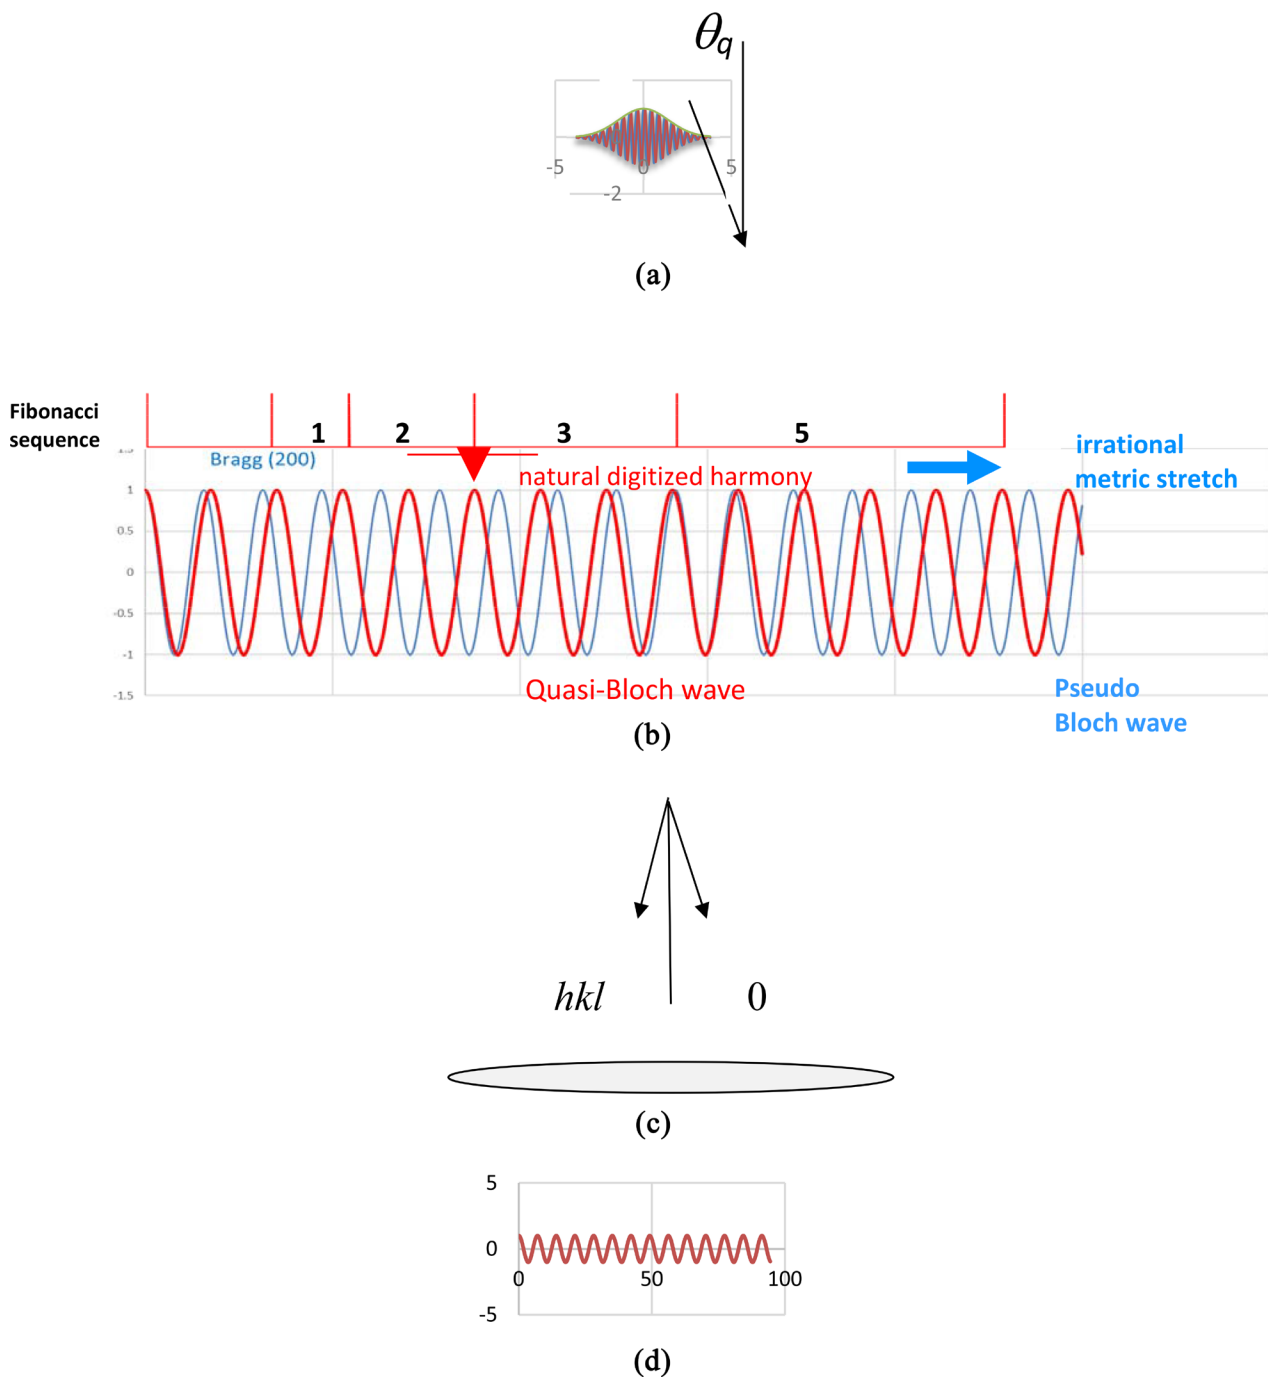 θq
-5 0 5
-2
(a)
Fibonacci
sequence
1 2 3 5
1.5
Bragg (200)
natural digitized harmony
irrational
metric stretch
1
0.5
0
-0.5
-1
-1.5
Quasi-Bloch wave
Pseudo
Bloch wave
(b)
hkl 0
(c)
5
0
0 50 100
-5
(d)